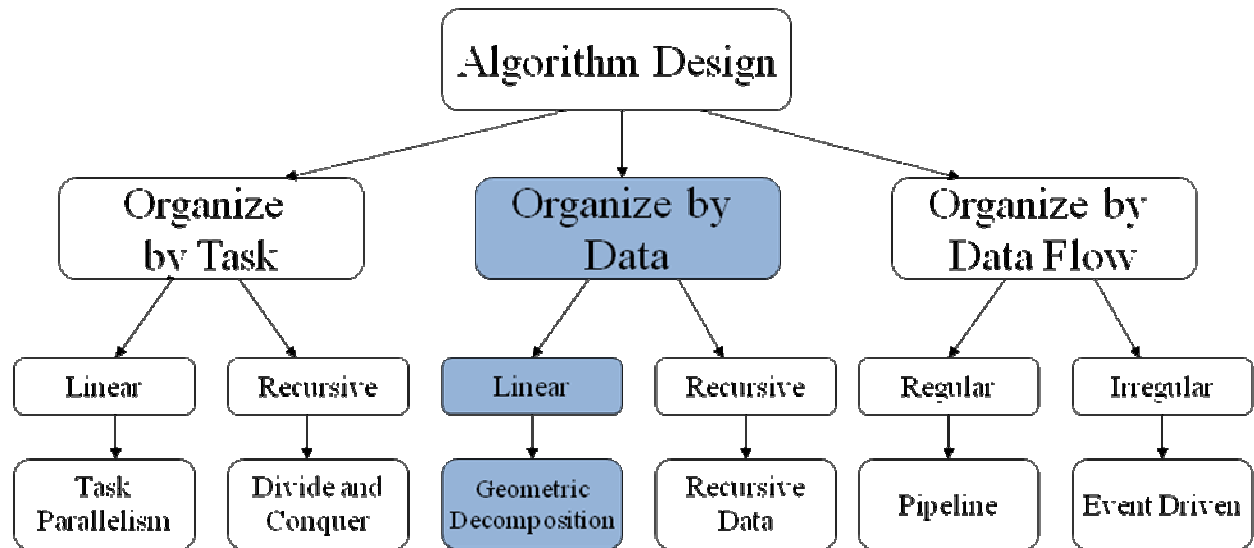 Algorithm Design
Organize
by Task
Organize by
Data
Organize by
Data Flow
Linear
Recursive
Linear
Recursive
Regular
Irregular
Task
Parallelism
Divide and
Conquer
Geometric
Decomposition
Recursive
Data
Pipeline
Event Driven